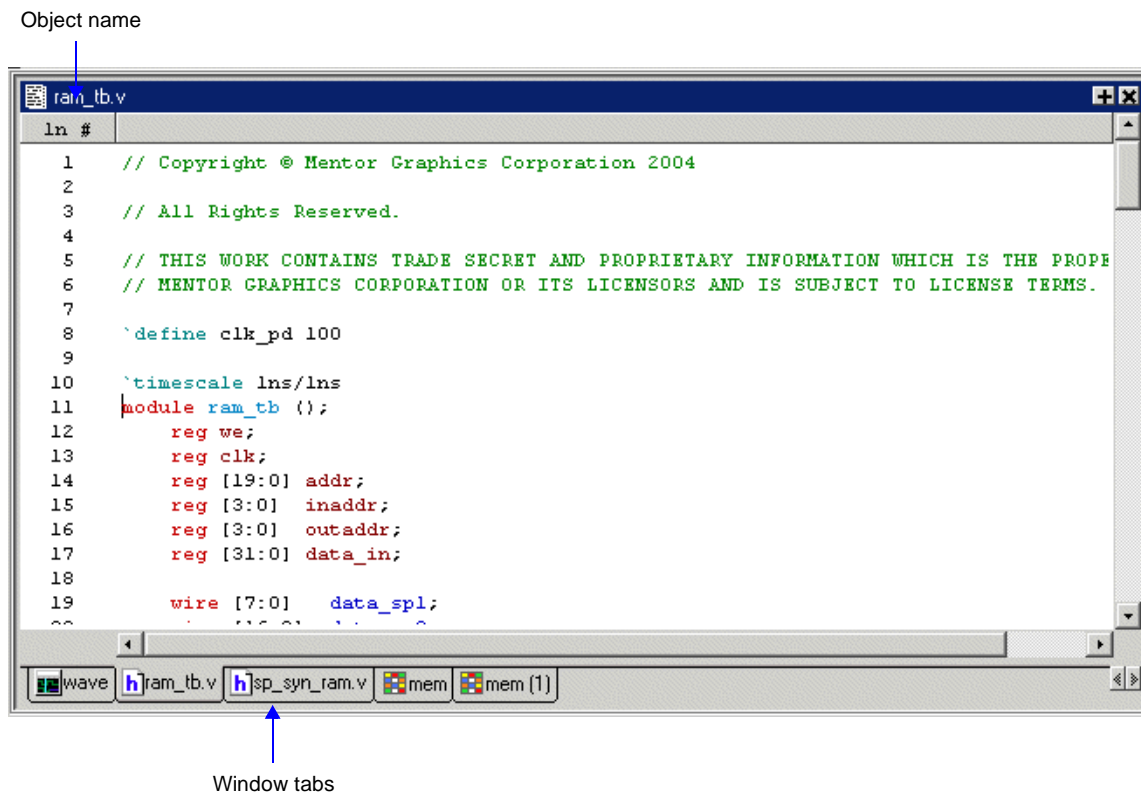 Object name
ram_tb.v
ln #
1 // Copyright © Mentor Graphics Corporation 2004
2
3 // All Rights Reserved.
4
5 // THIS WORK CONTAINS TRADE SECRET AND PROPRIETARY INFORMATION WHICH IS THE PROPE
6 // MENTOR GRAPHICS CORPORATION OR ITS LICENSORS AND IS SUBJECT TO LICENSE TERMS.
7
8 `define clk_pd 100
9
10 `timescale 1ns/1ns
11 module ram_tb ();
12 reg we;
13 reg clk;
14 reg [19:0] addr;
15 reg [3:0] inaddr;
16 reg [3:0] outaddr;
17 reg [31:0] data_in;
18
19 wire [7:0] data_sp1;
wave ram_tb.v sp_syn_ram.v mem mem (1)
Window tabs